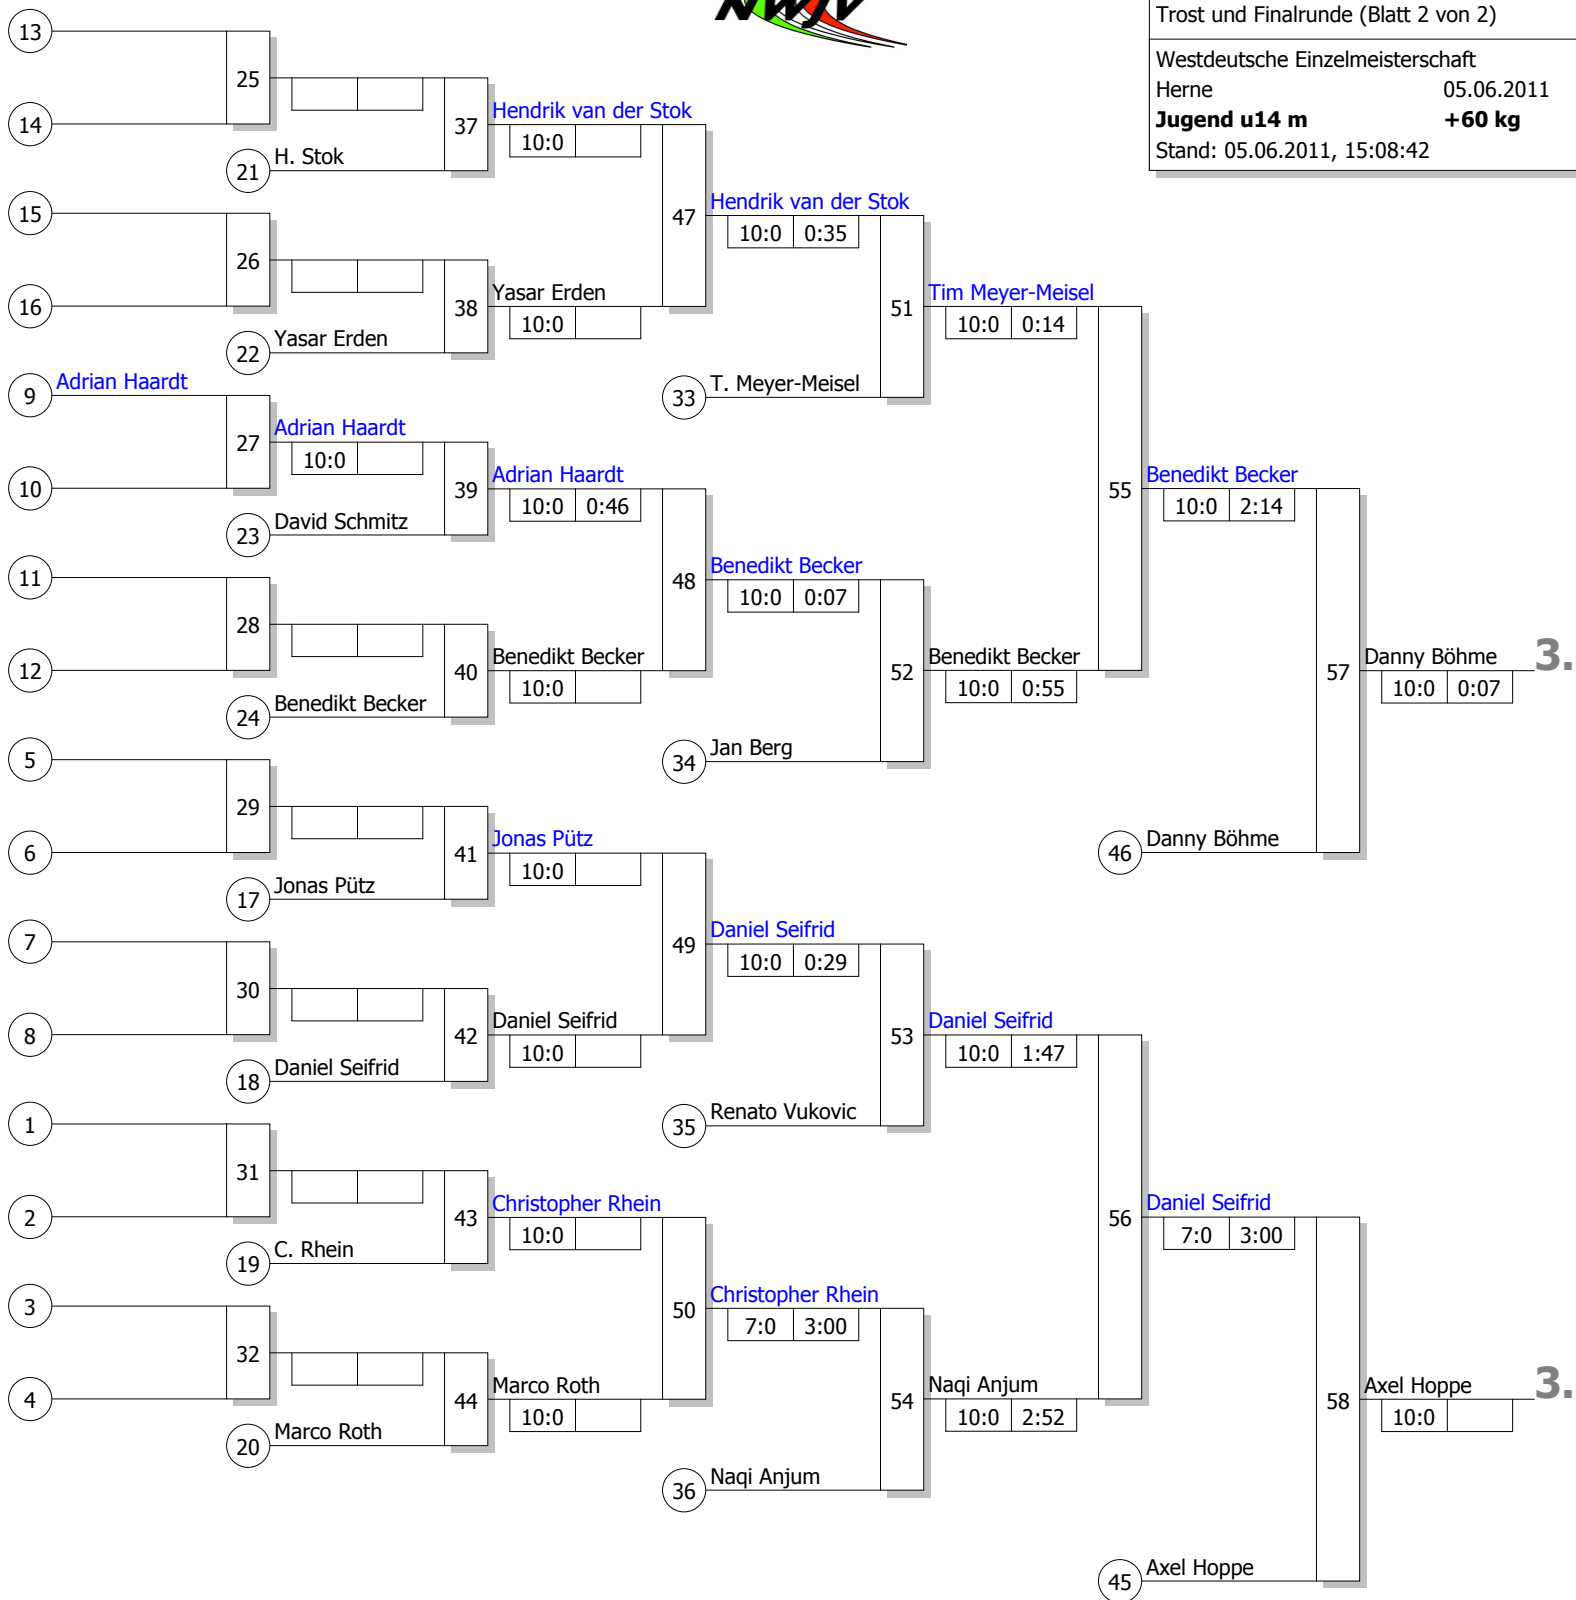 NWJV
Trost und Finalrunde (Blatt 2 von 2)
Westdeutsche Einzelmeisterschaft
Herne 05.06.2011
Jugend u14 m +60 kg
Stand: 05.06.2011, 15:08:42
13
25
14
37
Hendrik van der Stok
10:0
21 H. Stok
15
47
Hendrik van der Stok
10:0 0:35
26
16
38
Yasar Erden
10:0
22 Yasar Erden
51
Tim Meyer-Meisel
10:0 0:14
9 Adrian Haardt
33 T. Meyer-Meisel
27
Adrian Haardt
10:0
10
39
Adrian Haardt
10:0 0:46
23 David Schmitz
55
Benedikt Becker
10:0 2:14
11
48
Benedikt Becker
10:0 0:07
28
12
40
Benedikt Becker
10:0
24 Benedikt Becker
52
Benedikt Becker
10:0 0:55
57
Danny Böhme 3.
10:0 0:07
5
34 Jan Berg
29
6
41
Jonas Pütz
10:0
46 Danny Böhme
17 Jonas Pütz
7
49
Daniel Seifrid
10:0 0:29
30
8
42
Daniel Seifrid
10:0
18 Daniel Seifrid
53
Daniel Seifrid
10:0 1:47
1
35 Renato Vukovic
31
2
43
Christopher Rhein
10:0
19 C. Rhein
56
Daniel Seifrid
7:0 3:00
3
50
Christopher Rhein
7:0 3:00
32
4
44
Marco Roth
10:0
20 Marco Roth
54
Naqi Anjum
10:0 2:52
58
Axel Hoppe 3.
10:0
36 Naqi Anjum
45 Axel Hoppe